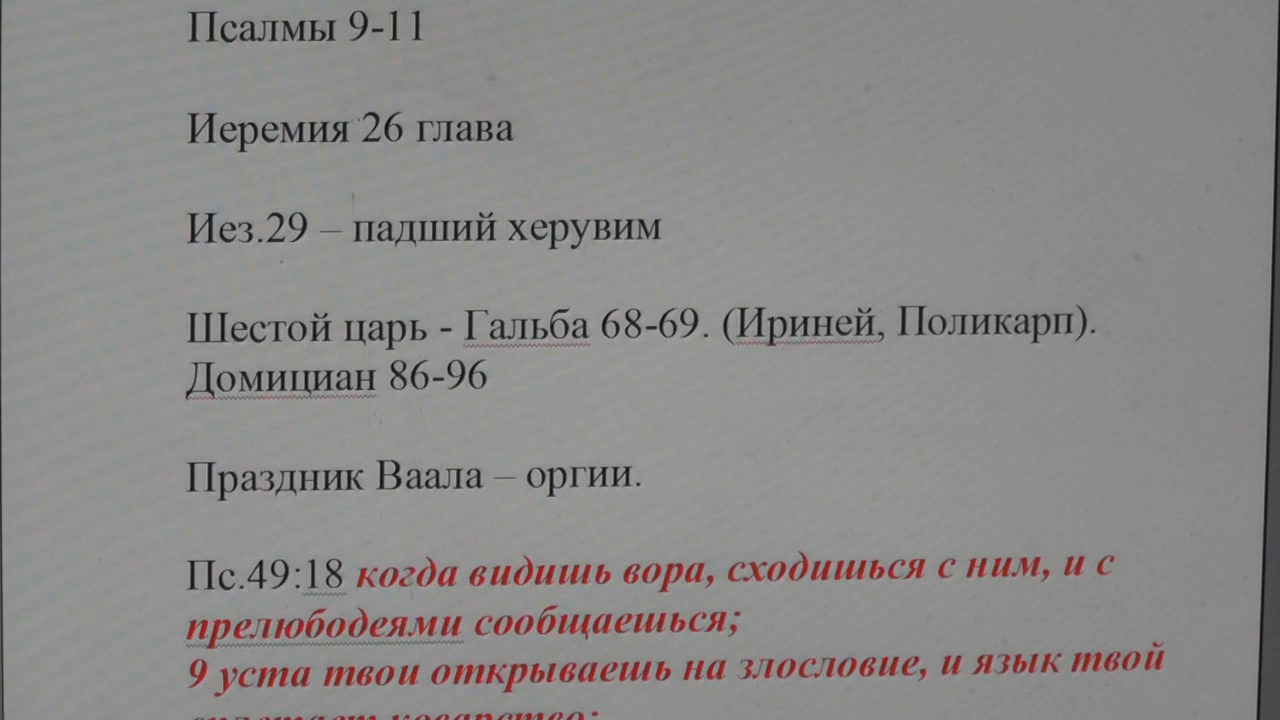 Псалмы 9-11
Иеремия 26 глава
Иез.29 – падший херувим
Шестой царь - Гальба 68-69. (Ириней, Поликарп).
Домициан 86-96
Праздник Ваала – оргии.
Пс.49:18 когда видишь вора, сходишься с ним, и с
прелюбодеями сообщаешься;
9 уста твои открываешь на злословие, и язык твой
коварство;